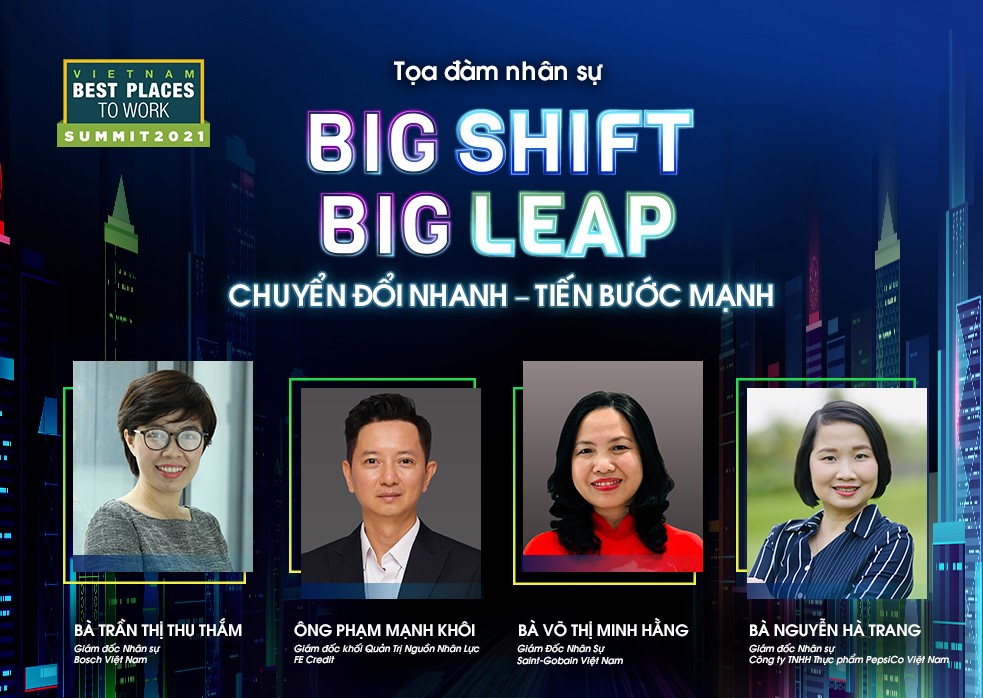 VIETNAM
BEST PLACES
TO WORK
SUMMIT2021
Tọa đàm nhân sự
BIG SHIFT
BIG LEAP
CHUYỂN ĐỔI NHANH – TIẾN BƯỚC MẠNH
BÀ TRẦN THỊ THU THẮM
Giám đốc Nhân sự
Bosch Việt Nam
ÔNG PHẠM MẠNH KHÔI
Giám đốc khối Quản Trị Nguồn Nhân Lực
FE Credit
BÀ VÕ THỊ MINH HẰNG
Giám Đốc Nhân Sự
Saint-Gobain Việt Nam
BÀ NGUYỄN HÀ TRANG
Giám đốc Nhân sự
Công ty TNHH Thực phẩm PepsiCo Việt Nam